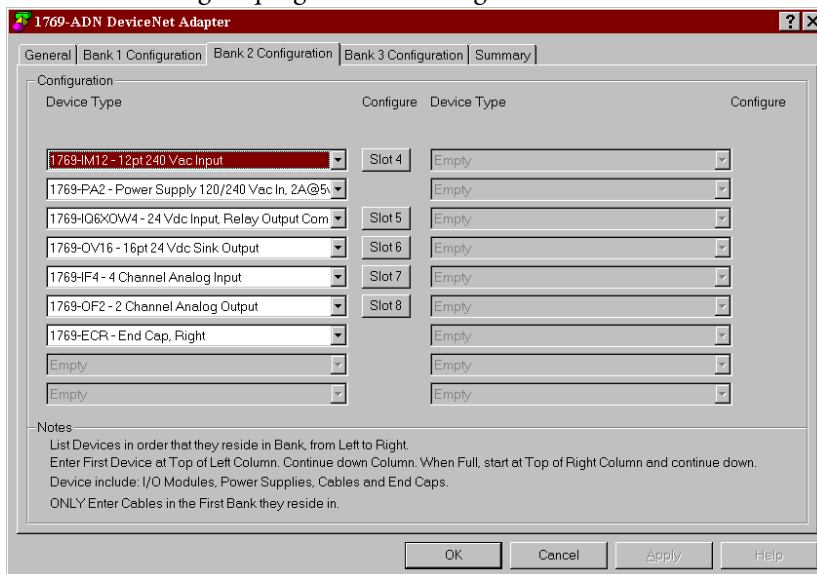 1769-ADN DeviceNet Adapter
General Bank 1 Configuration Bank 2 Configuration Bank 3 Configuration Summary
Configuration
Device Type Configure Device Type Configure
1769-IM12 - 12pt 240 Vac Input Slot 4 Empty
1769-PA2 - Power Supply 120/240 Vac In, 2A@5v Empty
1769-IQ6XOW4 - 24 Vdc Input, Relay Output Com Slot 5 Empty
1769-OV16 - 16pt 24 Vdc Sink Output Slot 6 Empty
1769-IF4 - 4 Channel Analog Input Slot 7 Empty
1769-OF2 - 2 Channel Analog Output Slot 8 Empty
1769-ECR - End Cap, Right Empty
Empty Empty
Empty Empty
Notes
List Devices in order that they reside in Bank, from Left to Right.
Enter First Device at Top of Left Column. Continue down Column. When Full, start at Top of Right Column and continue down.
Device include: I/O Modules, Power Supplies, Cables and End Caps.
ONLY Enter Cables in the First Bank they reside in.
OK Cancel Apply Help